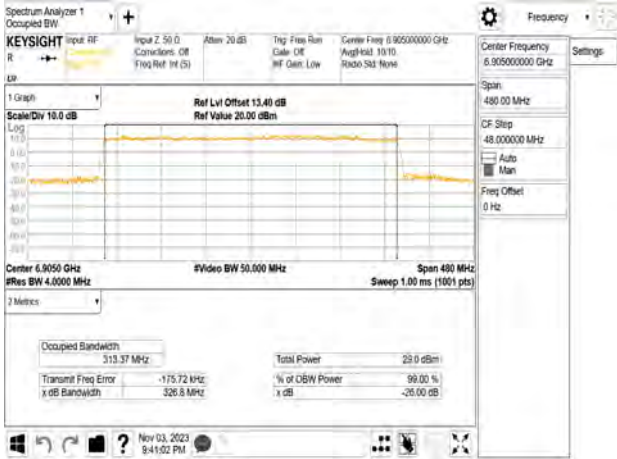 Spectrum Analyzer 1
Occupied BW
Frequency
KEYSIGHT
Input: RF
R
Input Z: 50 Ω
Corrections: Off
Freq Ref: Int (S)
Atten: 20 dB
Trig: Free Run
Gate: Off
#IF Gain: Low
Center Freq: 6.905000000 GHz
Avg|Hold: 10/10
Radio Std: None
Center Frequency
6.905000000 GHz
Settings
Span
480.00 MHz
CF Step
48.000000 MHz
Auto
Man
Freq Offset
0 Hz
1 Graph
Scale/Div 10.0 dB
Log
Ref Lvl Offset 13.40 dB
Ref Value 20.00 dBm
10.0
0.00
Center 6.9050 GHz
#Res BW 4.0000 MHz
#Video BW 50.000 MHz
Span 480 MHz
Sweep 1.00 ms (1001 pts)
2 Metrics
Occupied Bandwidth
313.37 MHz
Total Power
29.0 dBm
Transmit Freq Error
-175.72 kHz
% of OBW Power
99.00 %
x dB Bandwidth
326.8 MHz
x dB
-26.00 dB
?
Nov 03, 2023
9:41:02 PM